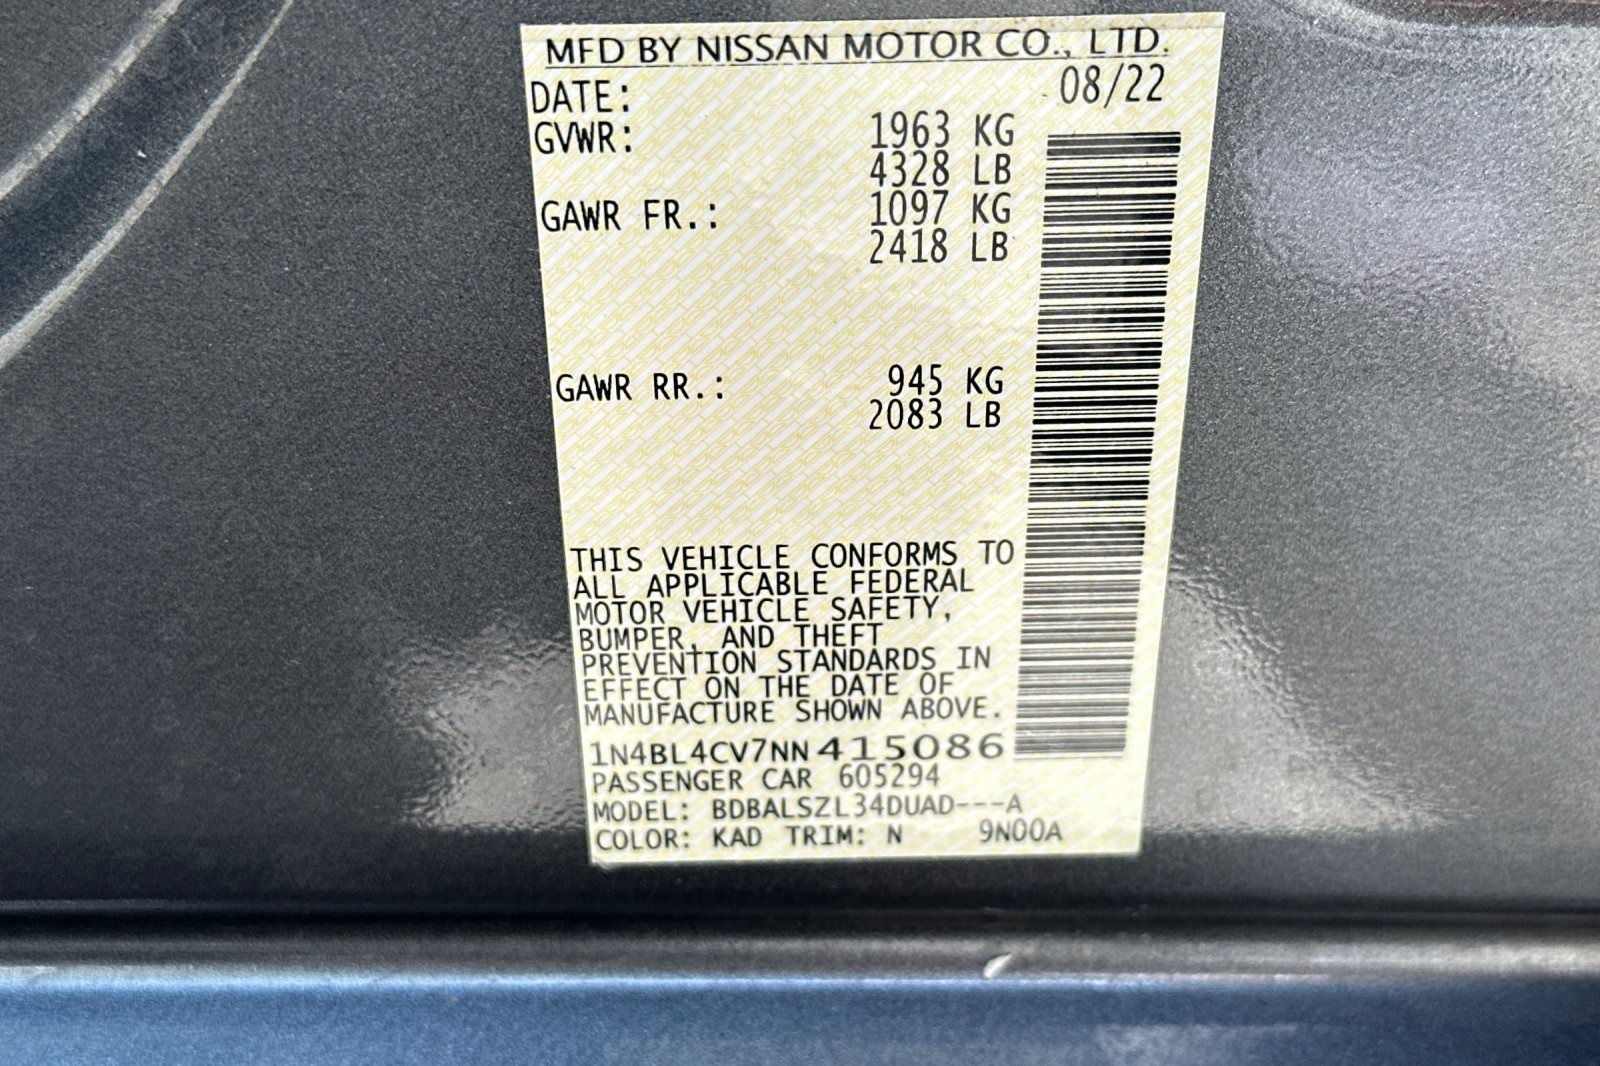 MFD BY NISSAN MOTOR CO., LTD.
DATE: 08/22
GVWR: 1963 KG
4328 LB
GAWR FR.: 1097 KG
2418 LB
GAWR RR.: 945 KG
2083 LB
THIS VEHICLE CONFORMS TO
ALL APPLICABLE FEDERAL
MOTOR VEHICLE SAFETY,
BUMPER, AND THEFT
PREVENTION STANDARDS IN
EFFECT ON THE DATE OF
MANUFACTURE SHOWN ABOVE.
1N4BL4CV7NN415086
PASSENGER CAR 605294
MODEL: BDBALSZL34DUAD---A
COLOR: KAD TRIM: N 9N00A